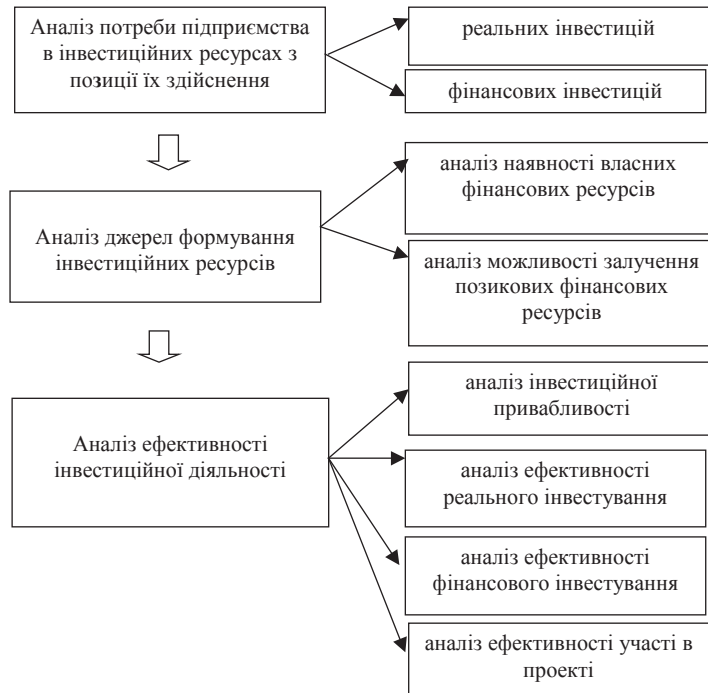 Аналіз потреби підприємства
в інвестиційних ресурсах з
позиції їх здійснення
реальних інвестицій
фінансових інвестицій
Аналіз джерел формування
інвестиційних ресурсів
аналіз наявності власних
фінансових ресурсів
аналіз можливості залучення
позикових фінансових
ресурсів
Аналіз ефективності
інвестиційної діяльності
аналіз інвестиційної
привабливості
аналіз ефективності
реального інвестування
аналіз ефективності
фінансового інвестування
аналіз ефективності участі в
проекті